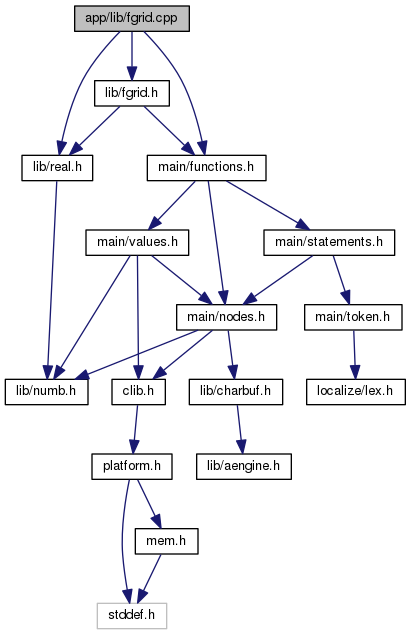 app/lib/fgrid.cpp
lib/fgrid.h
lib/real.h
main/functions.h
main/values.h
main/statements.h
main/nodes.h
main/token.h
lib/numb.h
clib.h
lib/charbuf.h
localize/lex.h
platform.h
lib/aengine.h
mem.h
stddef.h